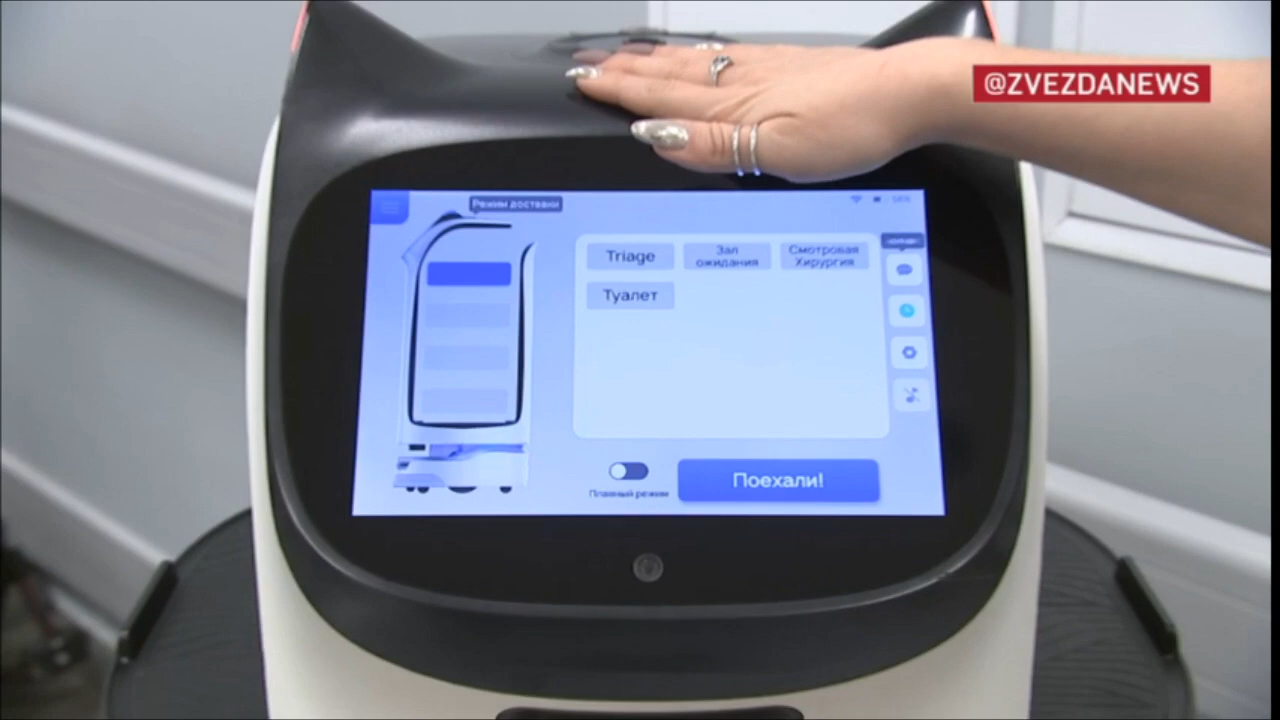 @ZVEZDANEWS
Режим доставки
Triage
Зал
ожидания
Смотровая
Хирургия
Туалет
Плавный режим
Поехали!